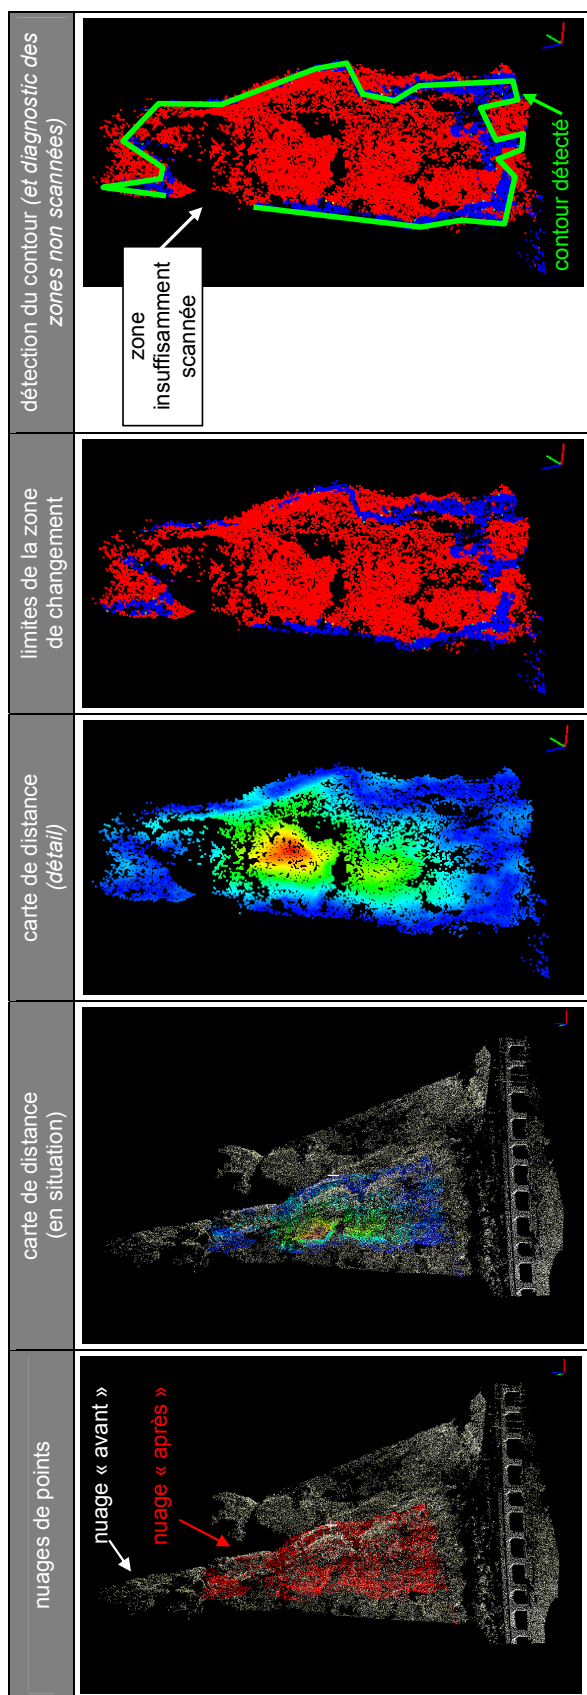 nuages de points
carte de distance
(en situation)
carte de distance
(détail)
limites de la zone
de changement
détection du contour (et diagnostic des
zones non scannées)
nuage « avant »
nuage « après »
zone
insuffisamment
scannée
contour détecté